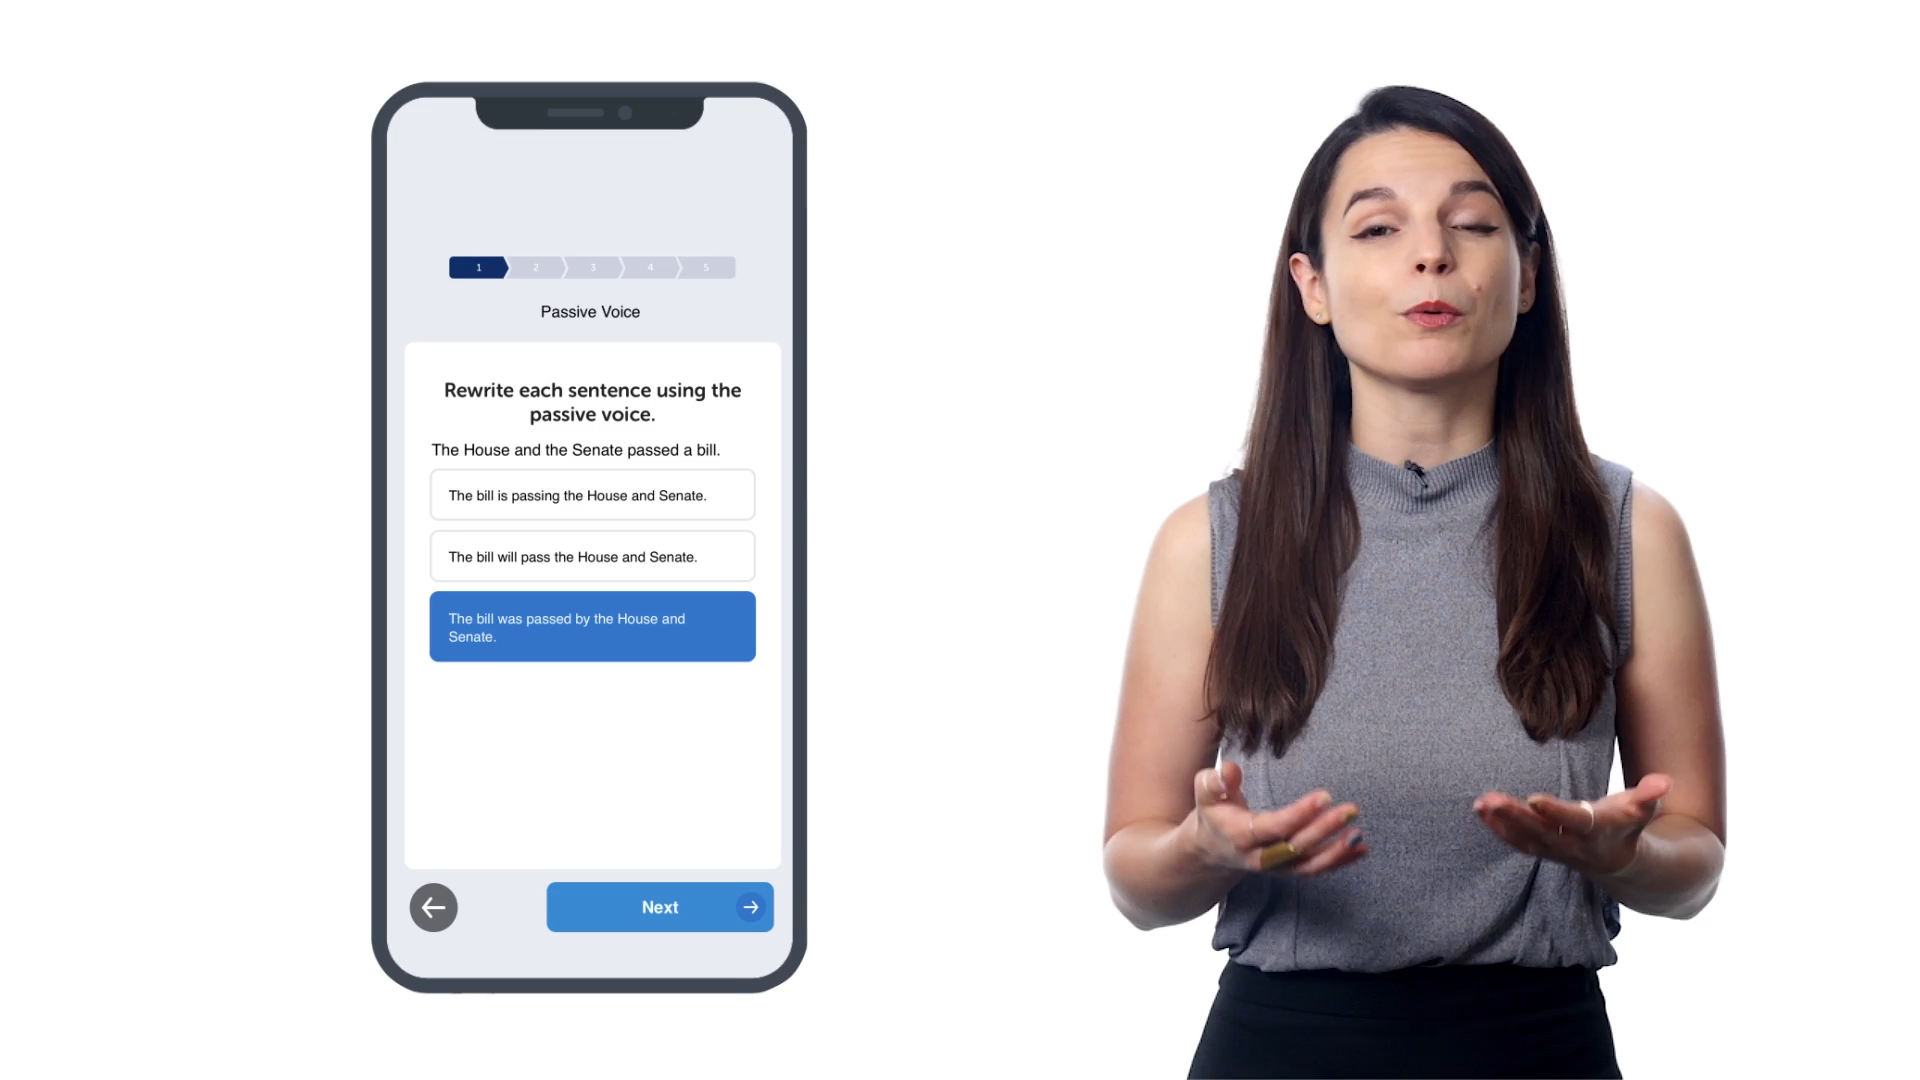 1 2 3 4 5
Passive Voice
Rewrite each sentence using the
passive voice.
The House and the Senate passed a bill.
The bill is passing the House and Senate.
The bill will pass the House and Senate.
The bill was passed by the House and
Senate.
Next